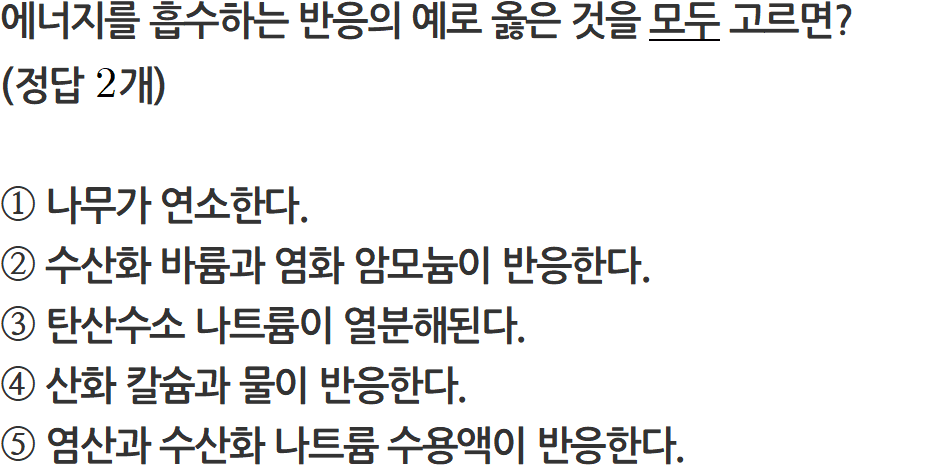 에너지를 흡수하는 반응의 예로 옳은 것을 모두 고르면?
(정답 2개)
① 나무가 연소한다.
② 수산화 바륨과 염화 암모늄이 반응한다.
③ 탄산수소 나트륨이 열분해된다.
④ 산화 칼슘과 물이 반응한다.
⑤ 염산과 수산화 나트륨 수용액이 반응한다.